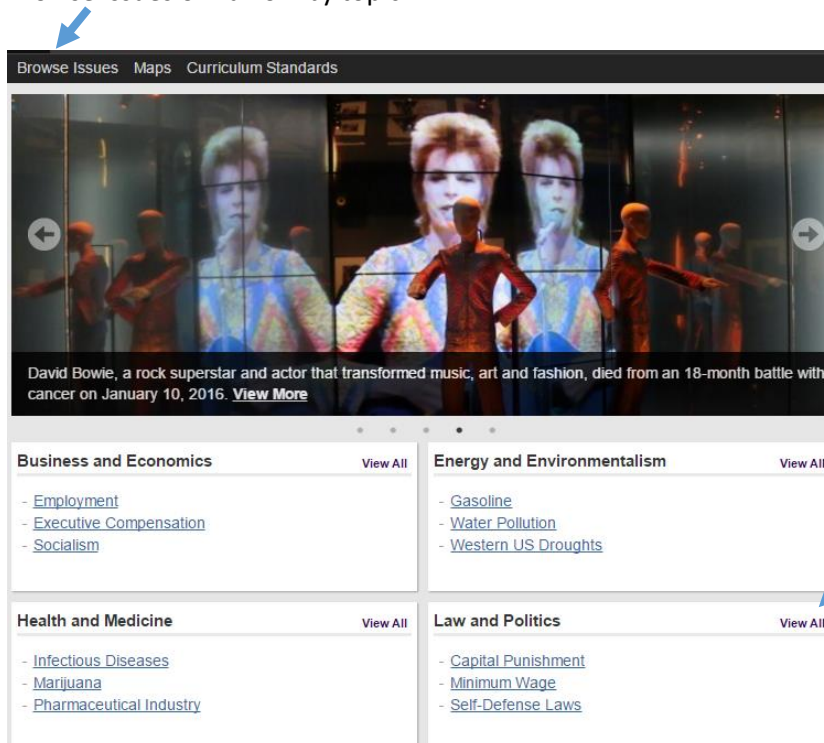 Browse Issues Maps Curriculum Standards
David Bowie, a rock superstar and actor that transformed music, art and fashion, died from an 18-month battle with
cancer on January 10, 2016. View More
Business and Economics View All
- Employment
- Executive Compensation
- Socialism
Energy and Environmentalism View All
- Gasoline
- Water Pollution
- Western US Droughts
Health and Medicine View All
- Infectious Diseases
- Marijuana
- Pharmaceutical Industry
Law and Politics View All
- Capital Punishment
- Minimum Wage
- Self-Defense Laws